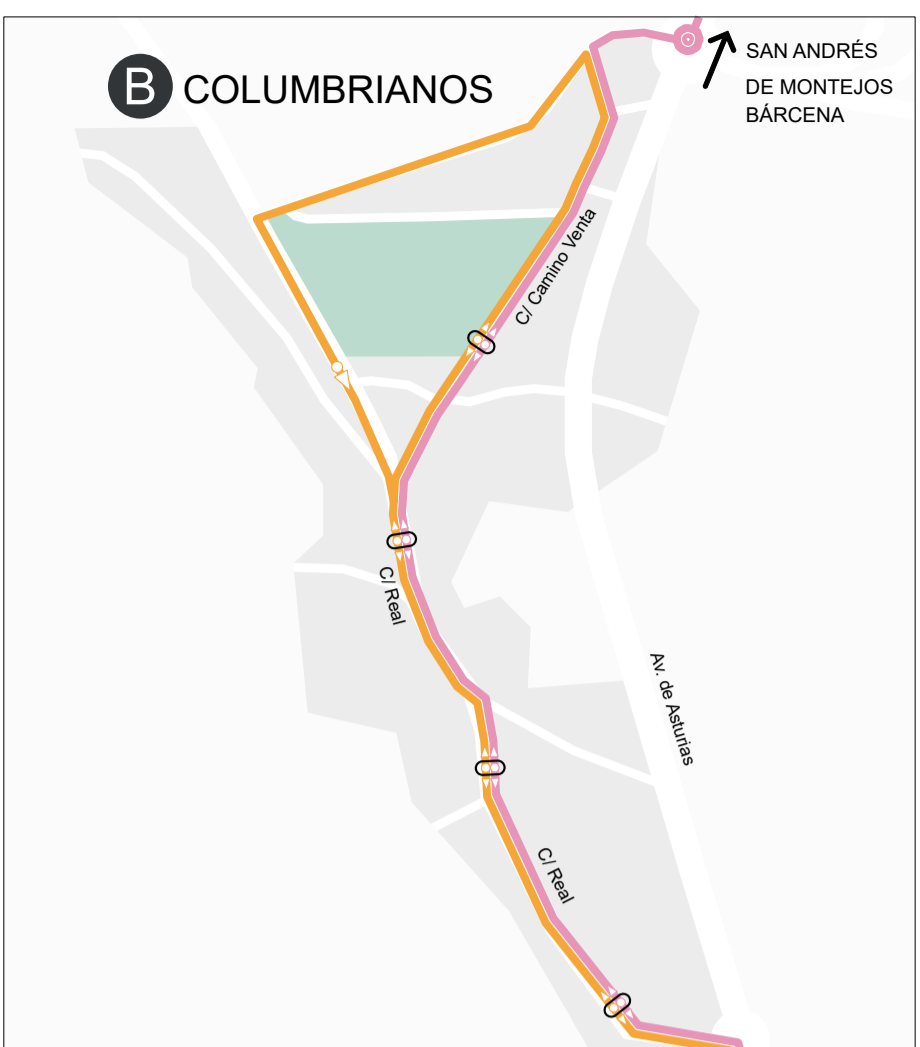 B COLUMBRIANOS
SAN ANDRÉS
DE MONTEJOS
BÁRCENA
C/ Camino Venta
C/ Real
Av. de Asturias
C/ Real